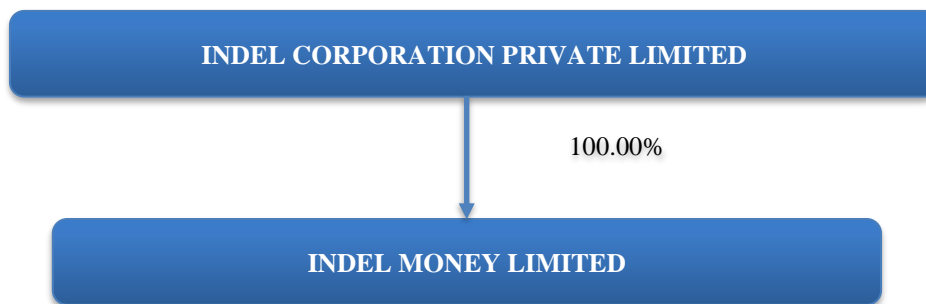 INDEL CORPORATION PRIVATE LIMITED
100.00%
INDEL MONEY LIMITED